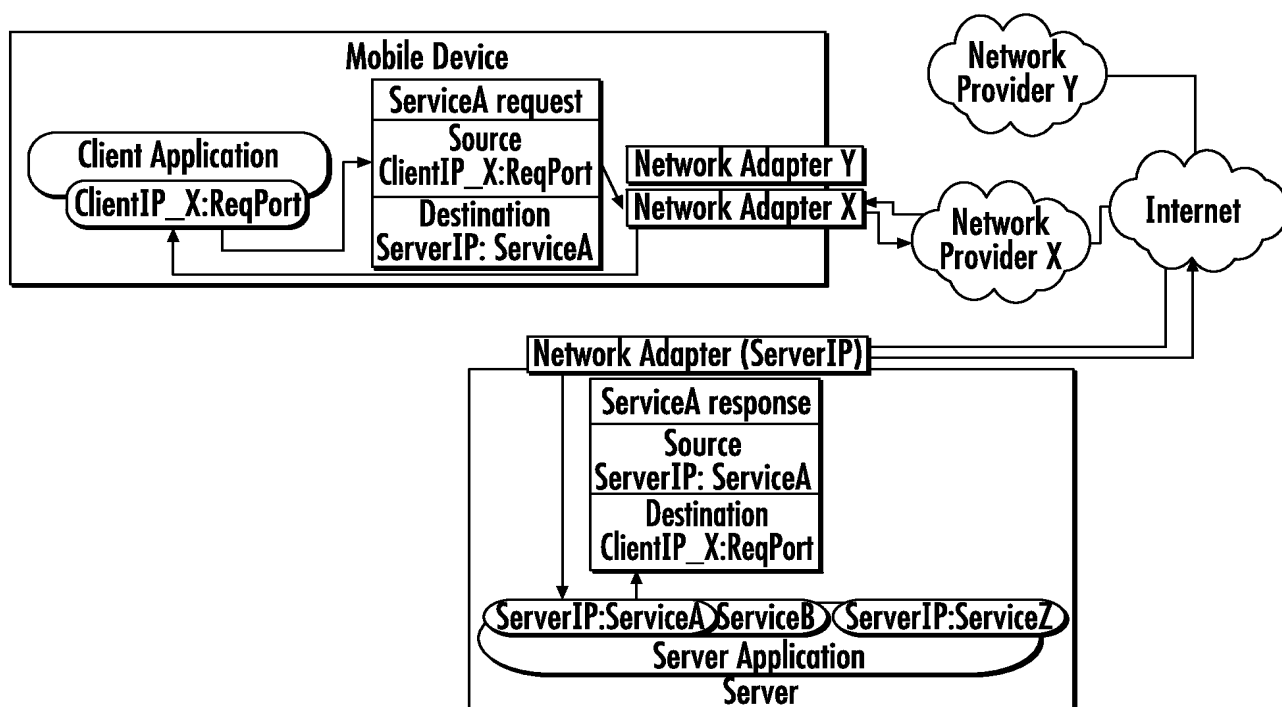 Mobile Device
ServiceA request
Source
ClientIP_X:ReqPort
Destination
ServerIP: ServiceA
Client Application
ClientIP_X:ReqPort
Network Adapter Y
Network Adapter X
Network
Provider Y
Network
Provider X
Internet
Network Adapter (ServerIP)
ServiceA response
Source
ServerIP: ServiceA
Destination
ClientIP_X:ReqPort
ServerIP:ServiceA
ServiceB
ServerIP:ServiceZ
Server Application
Server